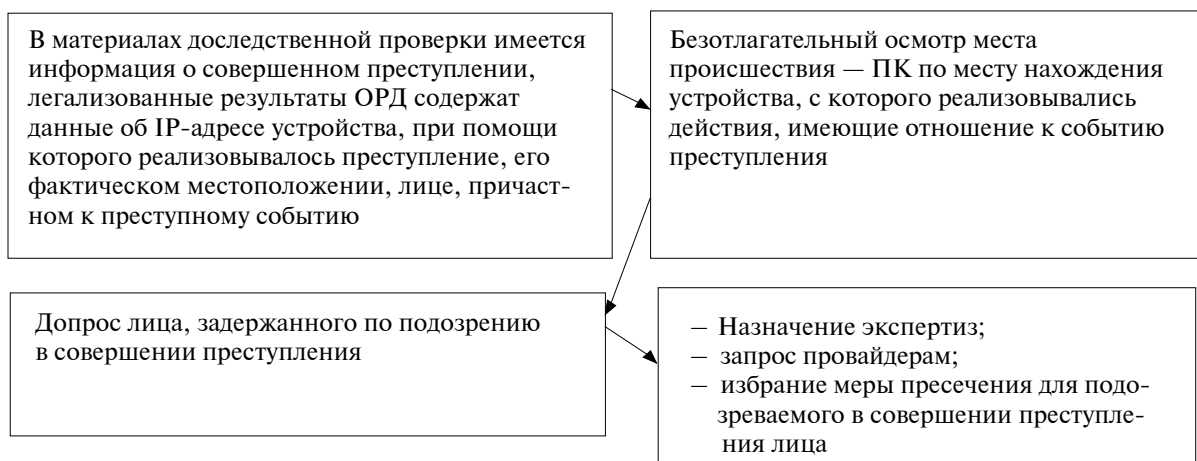 В материалах доследственной проверки имеется
информация о совершенном преступлении,
легализованные результаты ОРД содержат
данные об IP-адресе устройства, при помощи
которого реализовывалось преступление, его
фактическом местоположении, лице, причаст-
ном к преступному событию
Безотлагательный осмотр места
происшествия — ПК по месту нахождения
устройства, с которого реализовывались
действия, имеющие отношение к событию
преступления
Допрос лица, задержанного по подозрению
в совершении преступления
— Назначение экспертиз;
— запрос провайдерам;
— избрание меры пресечения для подо-
зреваемого в совершении преступле-
ния лица